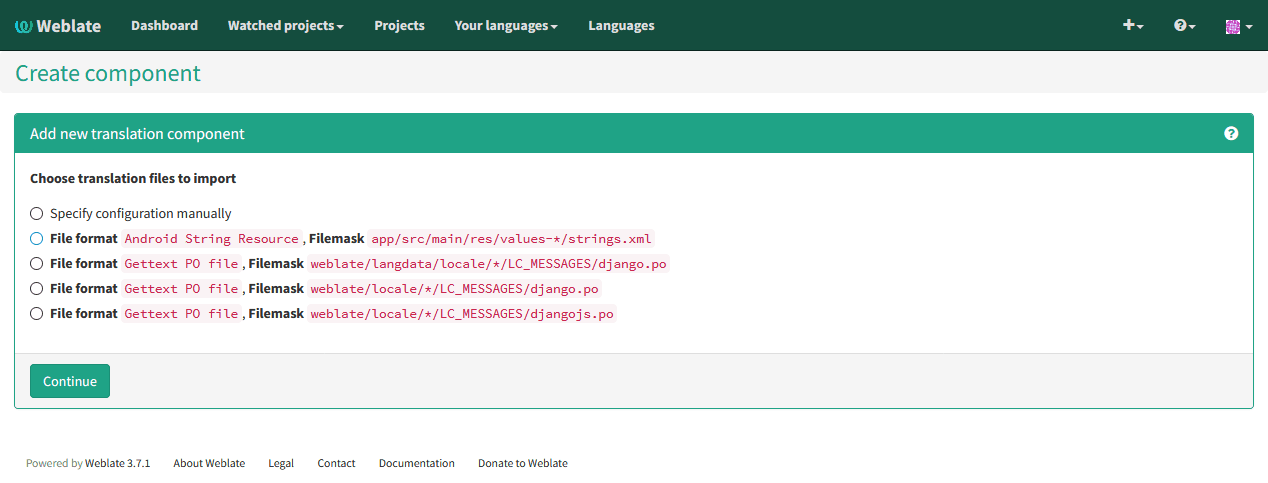 Weblate Dashboard Watched projects Projects Your languages Languages
Create component
Add new translation component
Choose translation files to import
Specify configuration manually
File format Android String Resource, Filemask app/src/main/res/values-*/strings.xml
File format Gettext PO file, Filemask weblate/langdata/locale/*/LC_MESSAGES/django.po
File format Gettext PO file, Filemask weblate/locale/*/LC_MESSAGES/django.po
File format Gettext PO file, Filemask weblate/locale/*/LC_MESSAGES/djangojs.po
Continue
Powered by Weblate 3.7.1 About Weblate Legal Contact Documentation Donate to Weblate